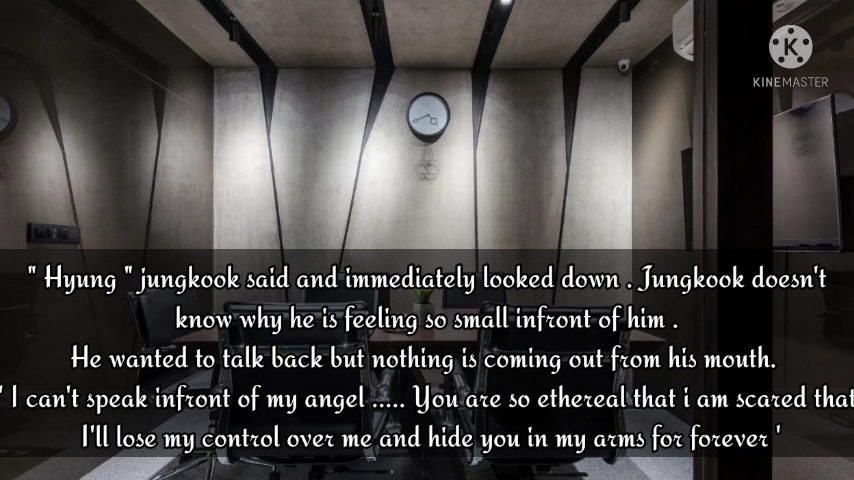 KINEMASTER
" Hyung " jungkook said and immediately looked down . Jungkook doesn't
know why he is feeling so small infront of him .
He wanted to talk back but nothing is coming out from his mouth.
' I can't speak infront of my angel ..... You are so ethereal that i am scared that
I'll lose my control over me and hide you in my arms for forever '